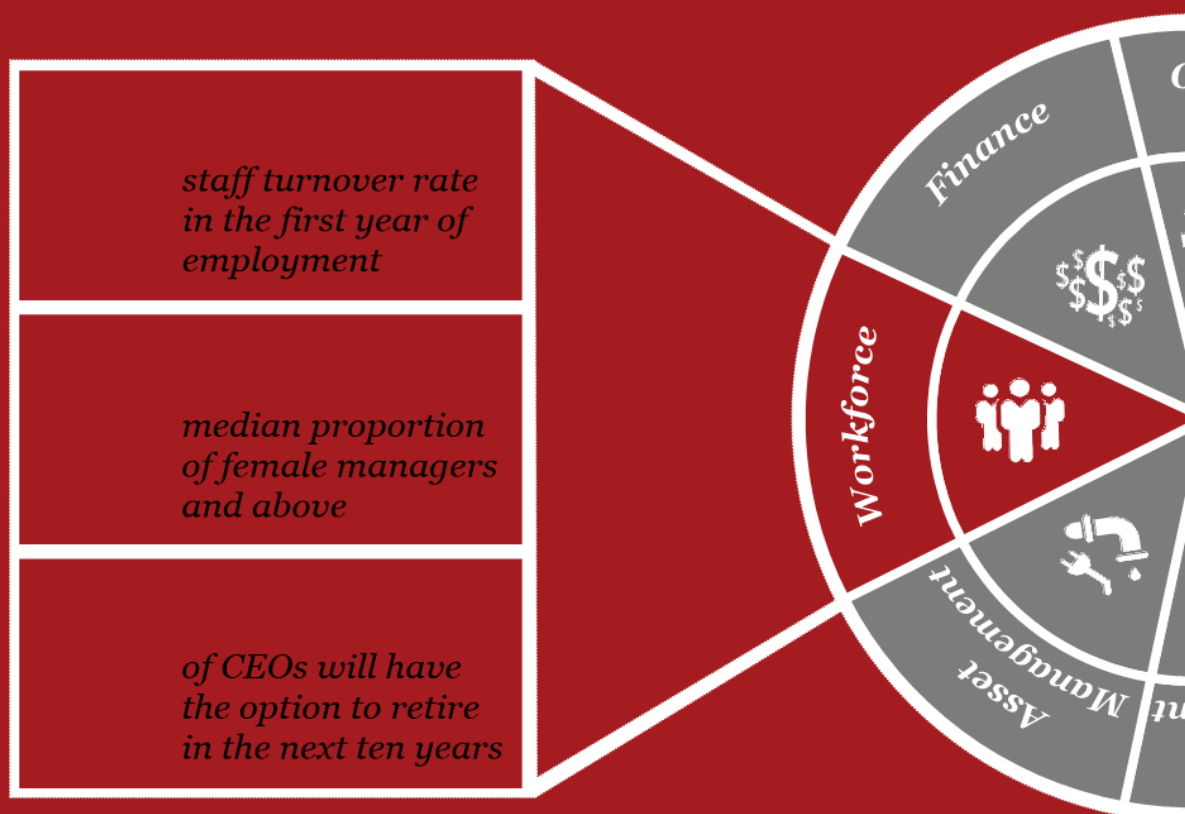 staff turnover rate
in the first year of
employment
median proportion
of female managers
and above
of CEOs will have
the option to retire
in the next ten years
Finance
Workforce
Asset
Management